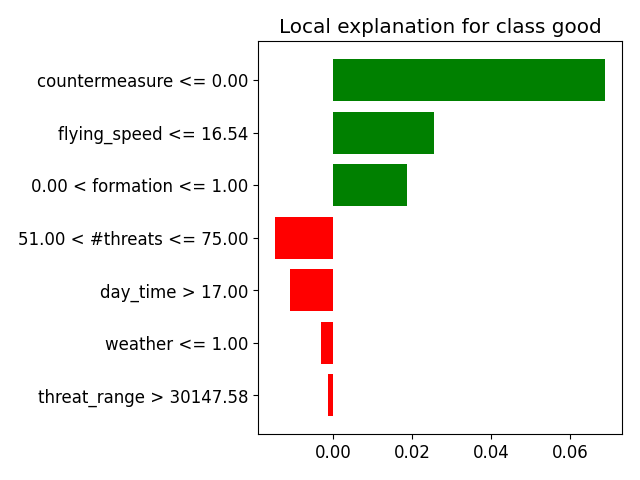 Local explanation for class good
countermeasure <= 0.00
flying_speed <= 16.54
0.00 < formation <= 1.00
51.00 < #threats <= 75.00
day_time > 17.00
weather <= 1.00
threat_range > 30147.58
0.00 0.02 0.04 0.06